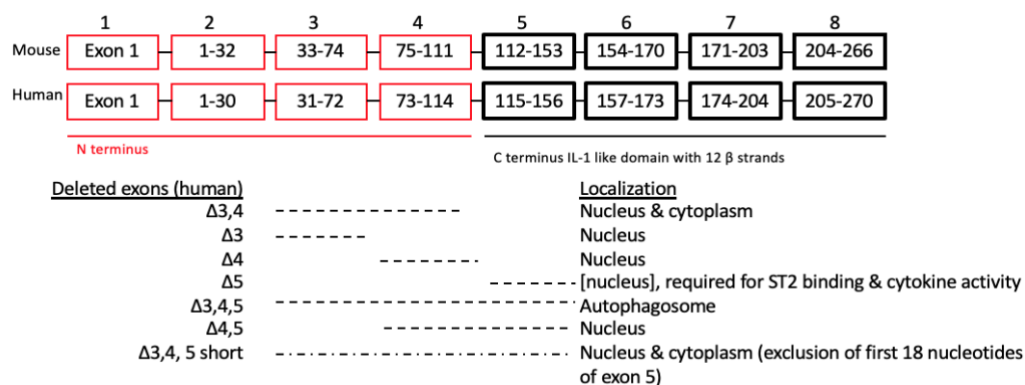 1 2 3 4 5 6 7 8
Mouse Exon 1 1-32 33-74 75-111 112-153 154-170 171-203 204-266
Human Exon 1 1-30 31-72 73-114 115-156 157-173 174-204 205-270
N terminus
C terminus IL-1 like domain with 12 β strands
Deleted exons (human) Localization
Δ3,4 Nucleus & cytoplasm
Δ3 Nucleus
Δ4 Nucleus
Δ5 [nucleus], required for ST2 binding & cytokine activity
Δ3,4,5 Autophagosome
Δ4,5 Nucleus
Δ3,4, 5 short Nucleus & cytoplasm (exclusion of first 18 nucleotides
of exon 5)